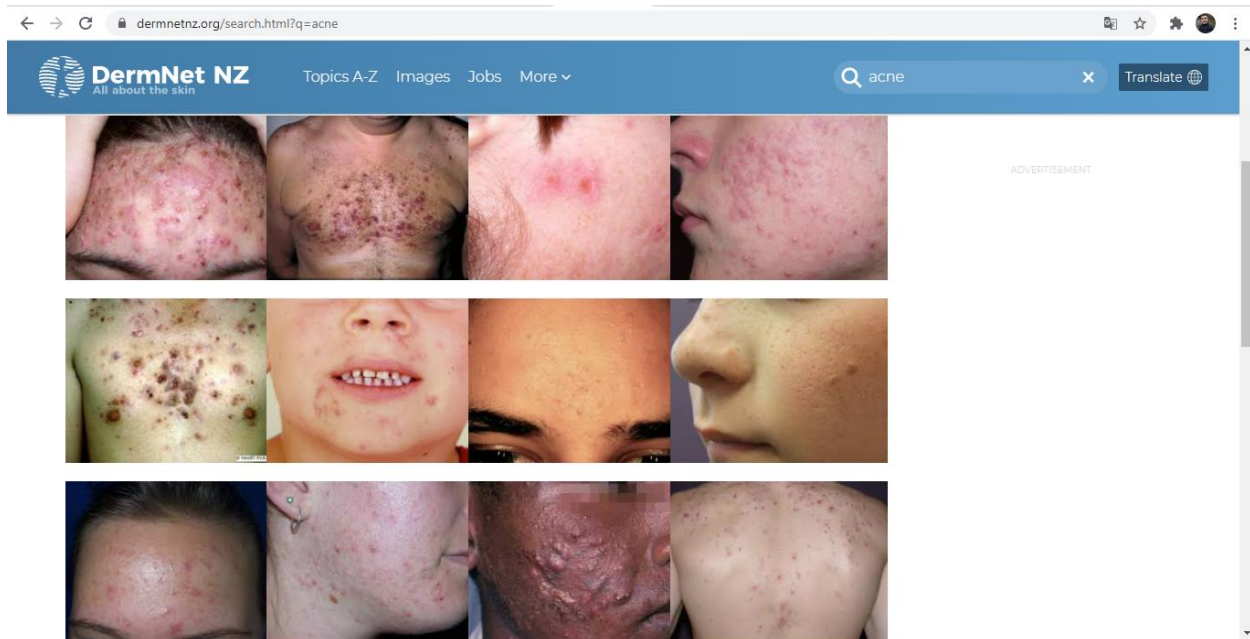 dermnetnz.org/search.html?q=acne
DermNet NZ
All about the skin
Topics A-Z Images Jobs More
acne
Translate
ADVERTISEMENT